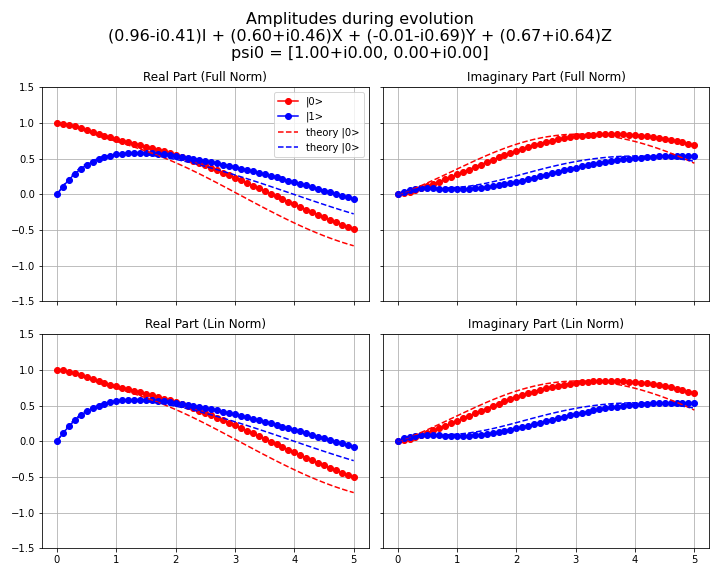 Amplitudes during evolution
(0.96-i0.41)I + (0.60+i0.46)X + (-0.01-i0.69)Y + (0.67+i0.64)Z
psi0 = [1.00+i0.00, 0.00+i0.00]
Real Part (Full Norm)
1.5
1.0
0.5
0.0
−0.5
−1.0
−1.5
|0>
|1>
theory |0>
theory |0>
Imaginary Part (Full Norm)
Real Part (Lin Norm)
1.5
1.0
0.5
0.0
−0.5
−1.0
−1.5
0 1 2 3 4 5
Imaginary Part (Lin Norm)
0 1 2 3 4 5